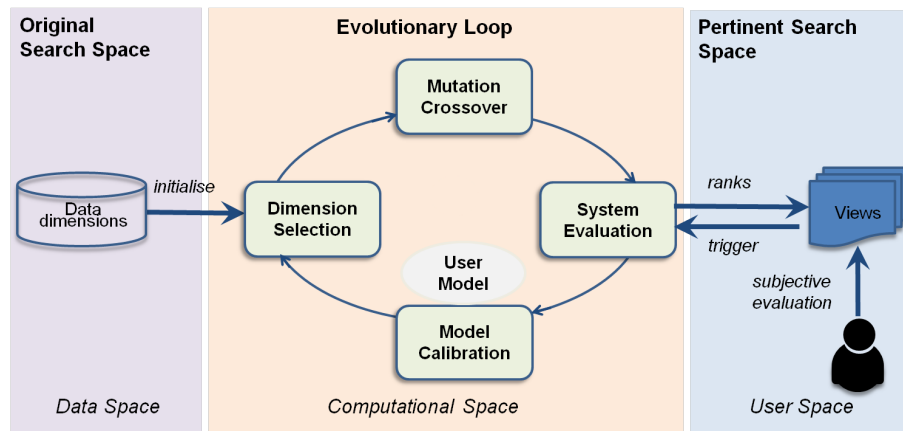 Original
Search Space
Evolutionary Loop
Pertinent Search
Space
Mutation
Crossover
initialise
Data
dimensions
Dimension
Selection
System
Evaluation
ranks
trigger
Views
User
Model
subjective
evaluation
Model
Calibration
Data Space
Computational Space
User Space